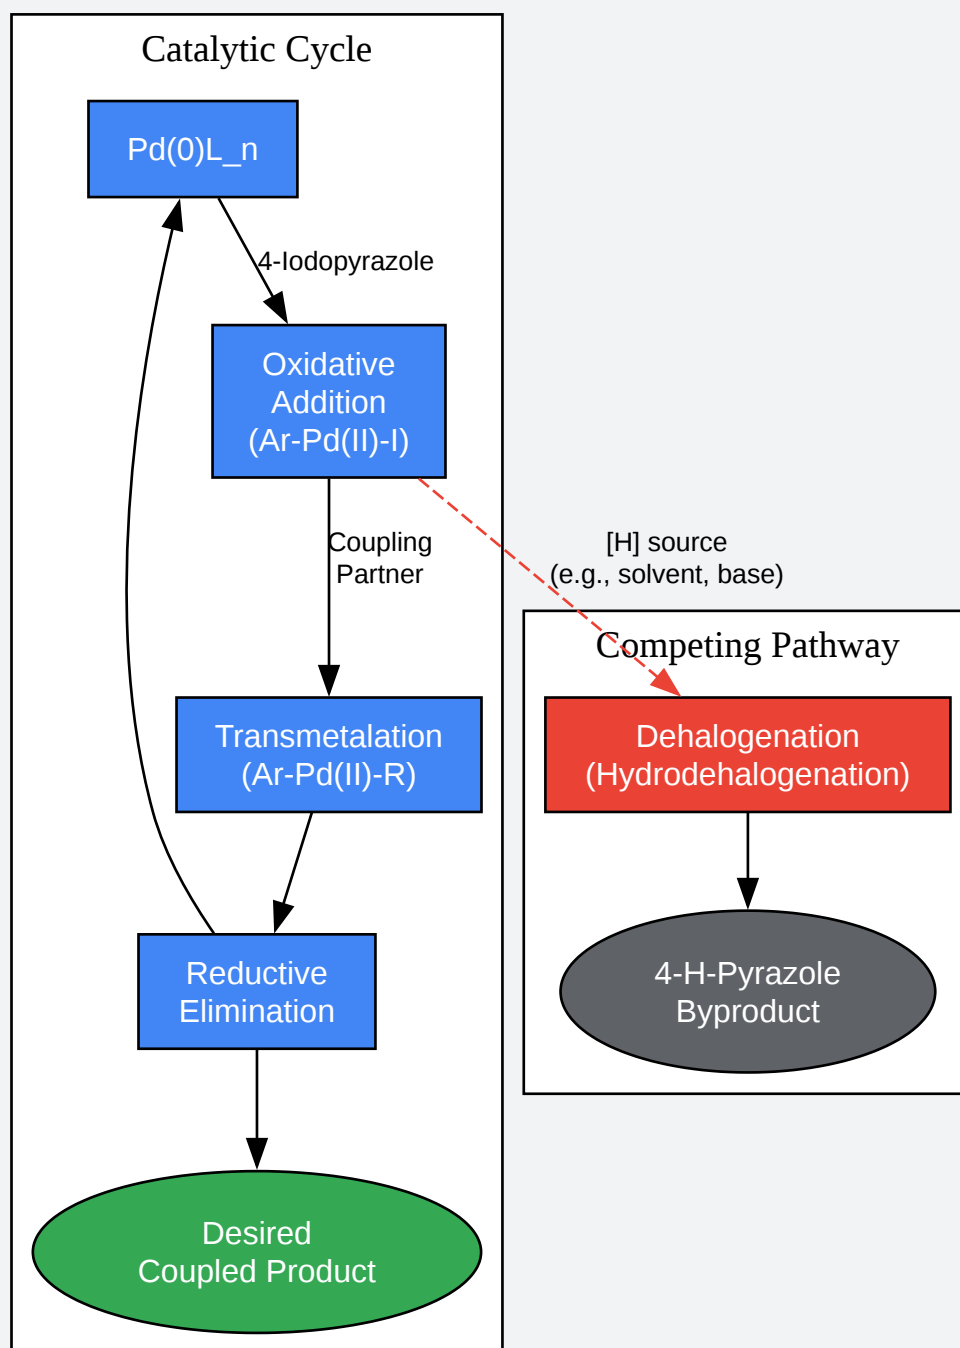 Catalytic Cycle
Pd(0)L_n
4-Iodopyrazole
Oxidative
Addition
(Ar-Pd(II)-I)
Coupling
Partner
[H] source
(e.g., solvent, base)
Competing Pathway
Transmetalation
(Ar-Pd(II)-R)
Dehalogenation
(Hydrodehalogenation)
Reductive
Elimination
4-H-Pyrazole
Byproduct
Desired
Coupled Product